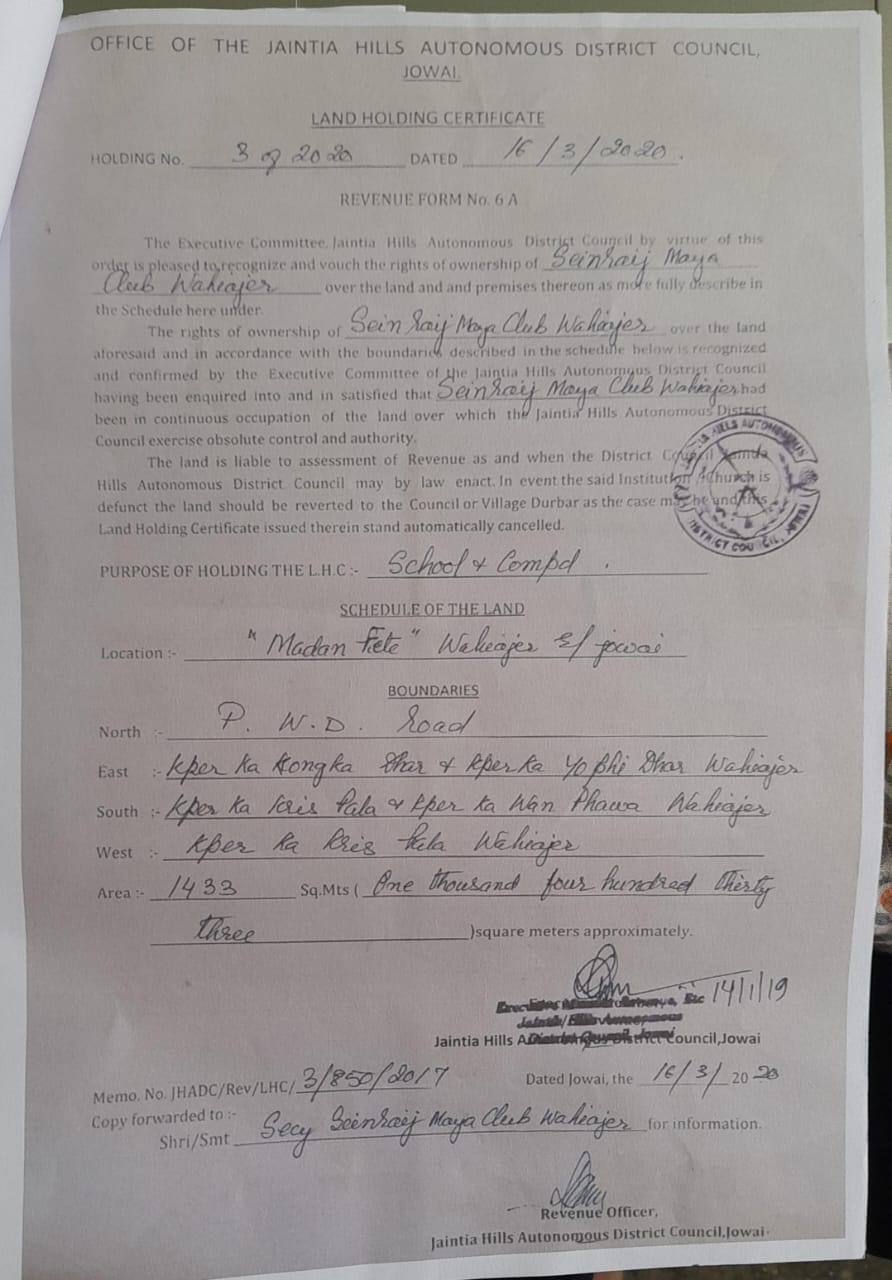 OFFICE OF THE JAINTIA HILLS AUTONOMOUS DISTRICT COUNCIL,
JOWAI.
LAND HOLDING CERTIFICATE
HOLDING No. 3 of 2020 DATED 16/3/2020.
REVENUE FORM No. 6 A
The Executive Committee, Jaintia Hills Autonomous District Council by virtue of this
order is pleased to recognize and vouch the rights of ownership of Seinraij Maya
Club Wahiajer over the land and and premises thereon as more fully describe in
the Schedule here under.
The rights of ownership of Sein Raij Maya Club Wahiajer over the land
aforesaid and in accordance with the boundaries described in the schedule below is recognized
and confirmed by the Executive Committee of the Jaintia Hills Autonomous District Council
having been enquired into and in satisfied that Seinraij Maya Club Wahiajer had
been in continuous occupation of the land over which the Jaintia Hills Autonomous District
Council exercise absolute control and authority.
The land is liable to assessment of Revenue as and when the District Council
Hills Autonomous District Council may by law enact. In event the said Institution /Church is
defunct the land should be reverted to the Council or Village Durbar as the case may be and this
Land Holding Certificate issued therein stand automatically cancelled.
PURPOSE OF HOLDING THE L.H.C :- School & Compd .
SCHEDULE OF THE LAND
Location :- "Madan Fete" Wahiajer E/ Jowai
BOUNDARIES
North :- P. W.D. Road
East :- Kper Ka Kongka Dhar & Kper Ka Yo Phi Dhar Wahiajer
South :- Kper Ka Kris Pala & Kper Ka Wan Phawa Wahiajer
West :- Kper Ka Kris Pala Wahiajer
Area :- 1433 Sq.Mts ( One thousand four hundred Thirty
three )square meters approximately.
14/1/19
Jaintia Hills Autonomous District Council,Jowai
Memo. No. JHADC/Rev/LHC/ 3/850/2017 Dated Jowai, the 16/3/ 20 20
Copy forwarded to :-
Shri/Smt Secy Seinraij Maya Club Wahiajer for information.
Revenue Officer,
Jaintia Hills Autonomous District Council,Jowai.